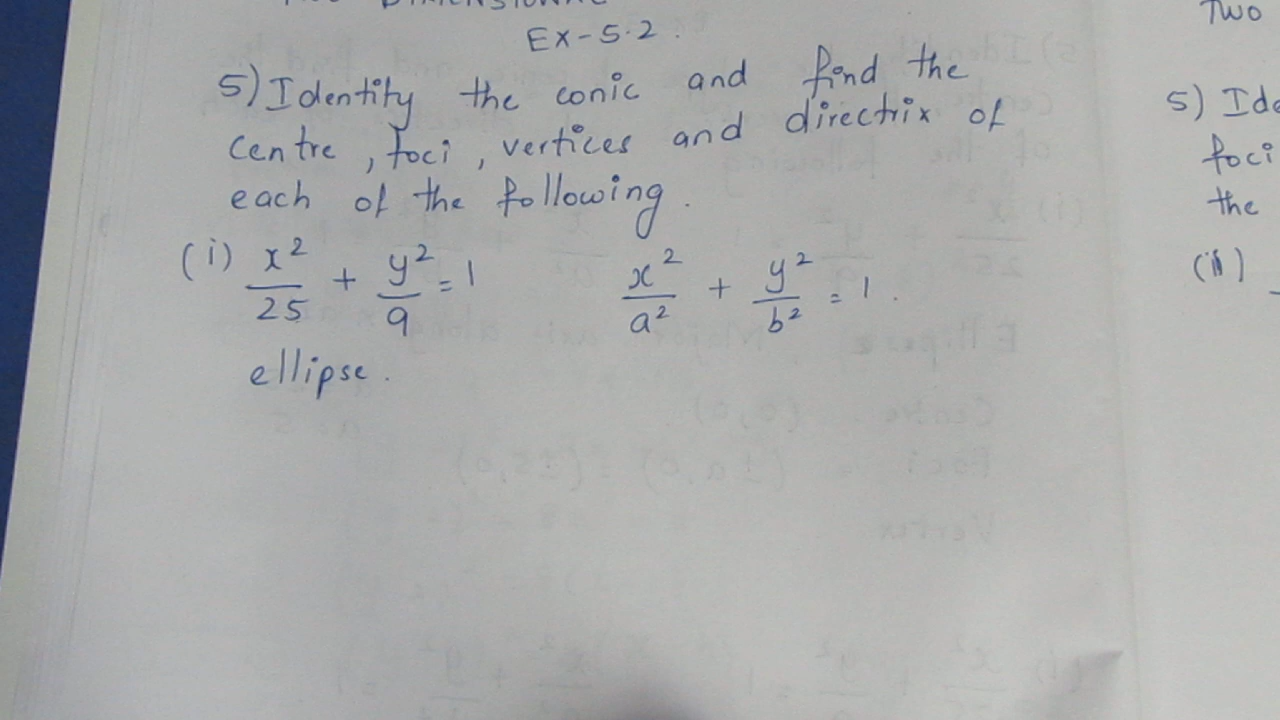 EX-5.2.
5) Identity the conic and find the
centre, foci, vertices and directrix of
each of the following.
(i) x²/25 + y²/9 = 1 x²/a² + y²/b² = 1.
ellipse.
Two
5) Ide
foci
the
(ii)